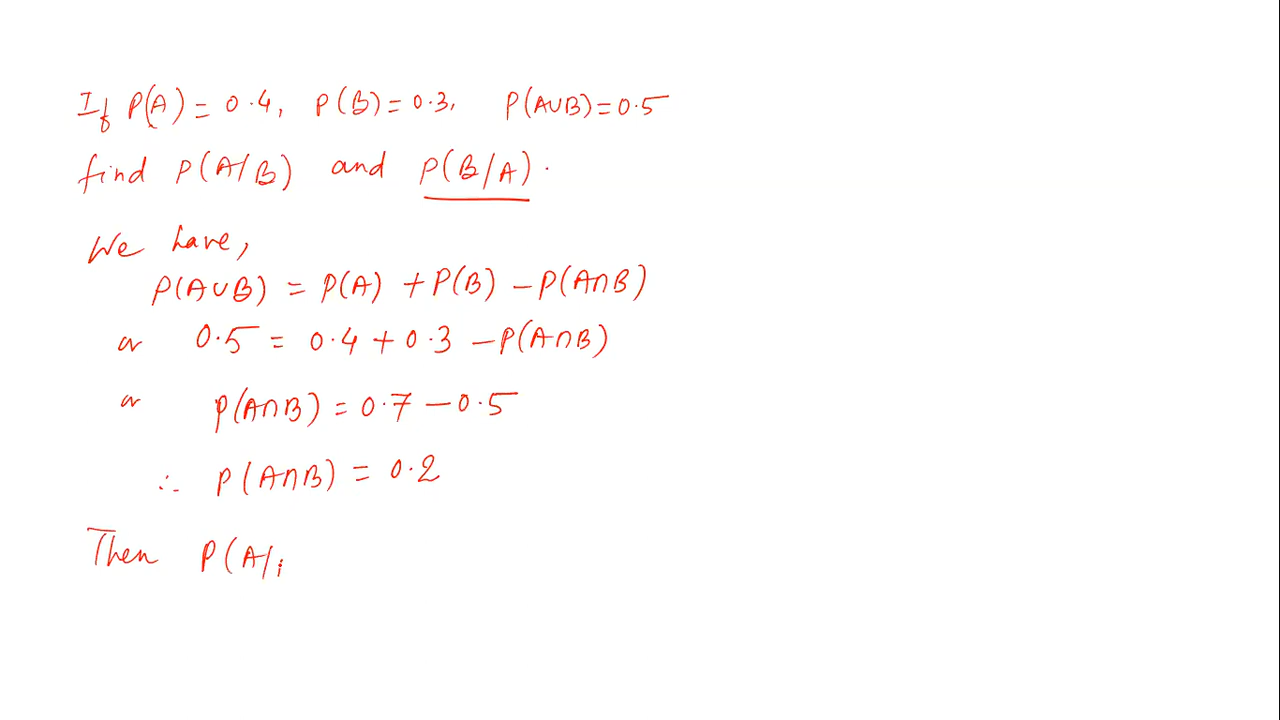 If P(A) = 0.4, P(B) = 0.3, P(A∪B) = 0.5
find P(A/B) and P(B/A).
We have,
P(A∪B) = P(A) + P(B) - P(A∩B)
or 0.5 = 0.4 + 0.3 - P(A∩B)
or P(A∩B) = 0.7 - 0.5
∴ P(A∩B) = 0.2
Then P(A/